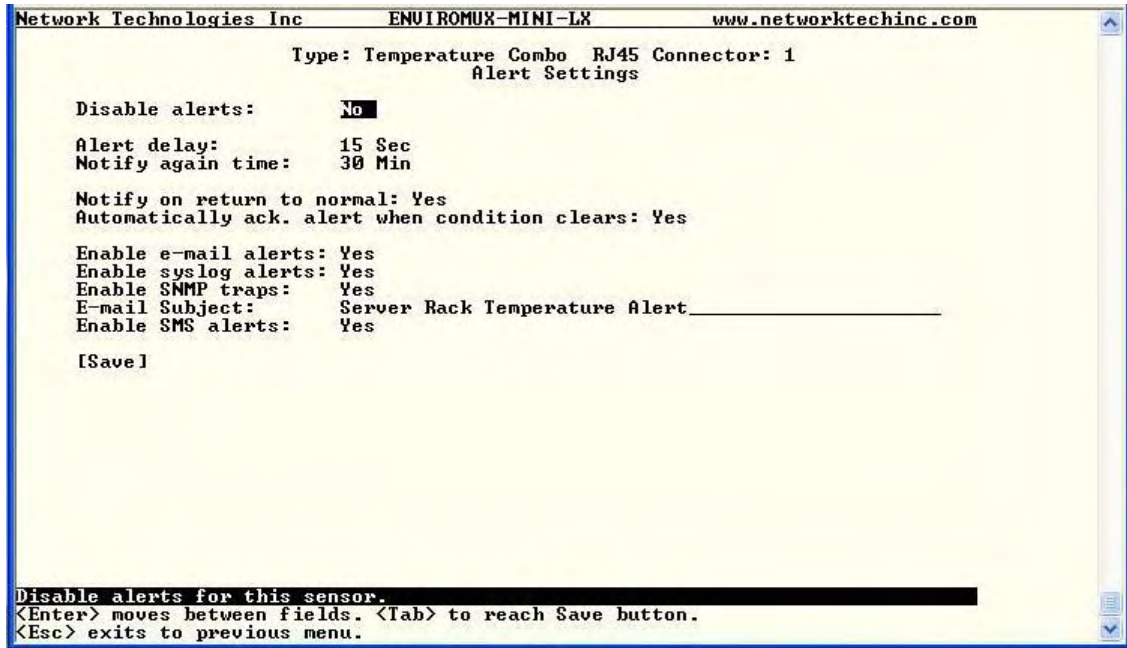 Network Technologies Inc ENVIROMUX-MINI-LX www.networktechinc.com
Type: Temperature Combo RJ45 Connector: 1
Alert Settings
Disable alerts: No
Alert delay: 15 Sec
Notify again time: 30 Min
Notify on return to normal: Yes
Automatically ack. alert when condition clears: Yes
Enable e-mail alerts: Yes
Enable syslog alerts: Yes
Enable SNMP traps: Yes
E-mail Subject: Server Rack Temperature Alert
Enable SMS alerts: Yes
[Save]
Disable alerts for this sensor.
<Enter> moves between fields. <Tab> to reach Save button.
<Esc> exits to previous menu.